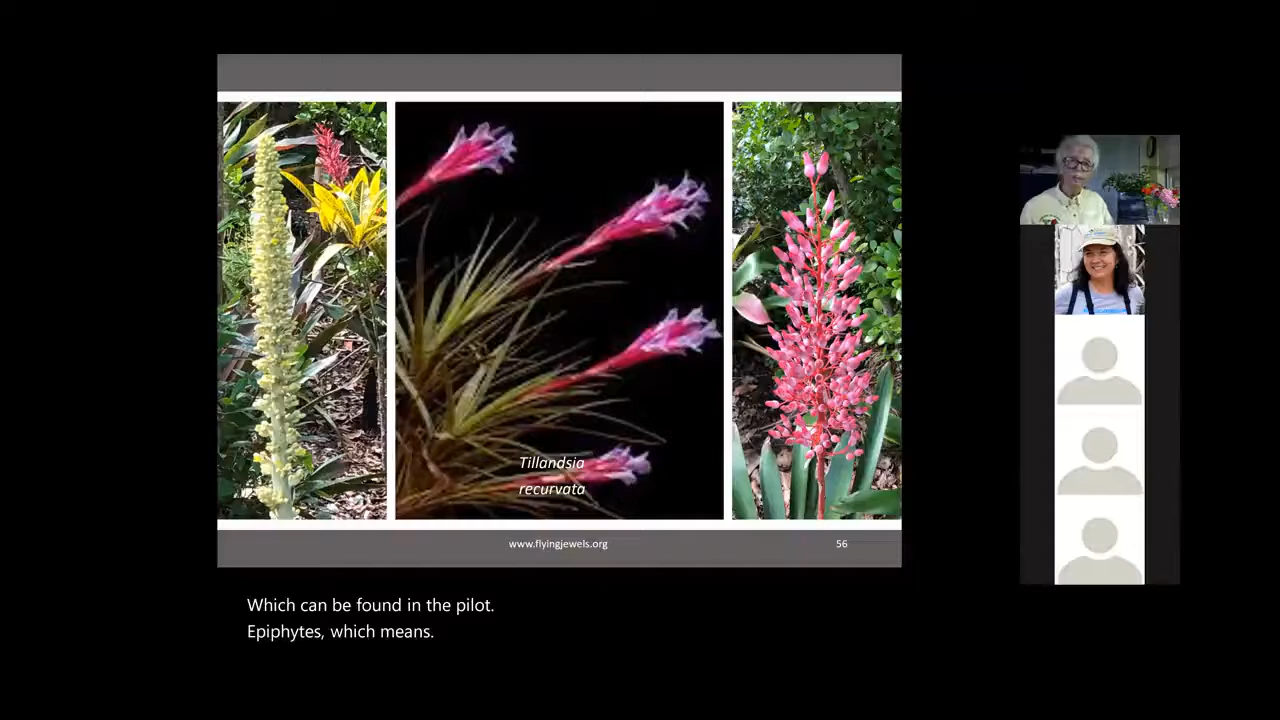 Tillandsia
recurvata
www.flyingjewels.org
56
Which can be found in the pilot.
Epiphytes, which means.